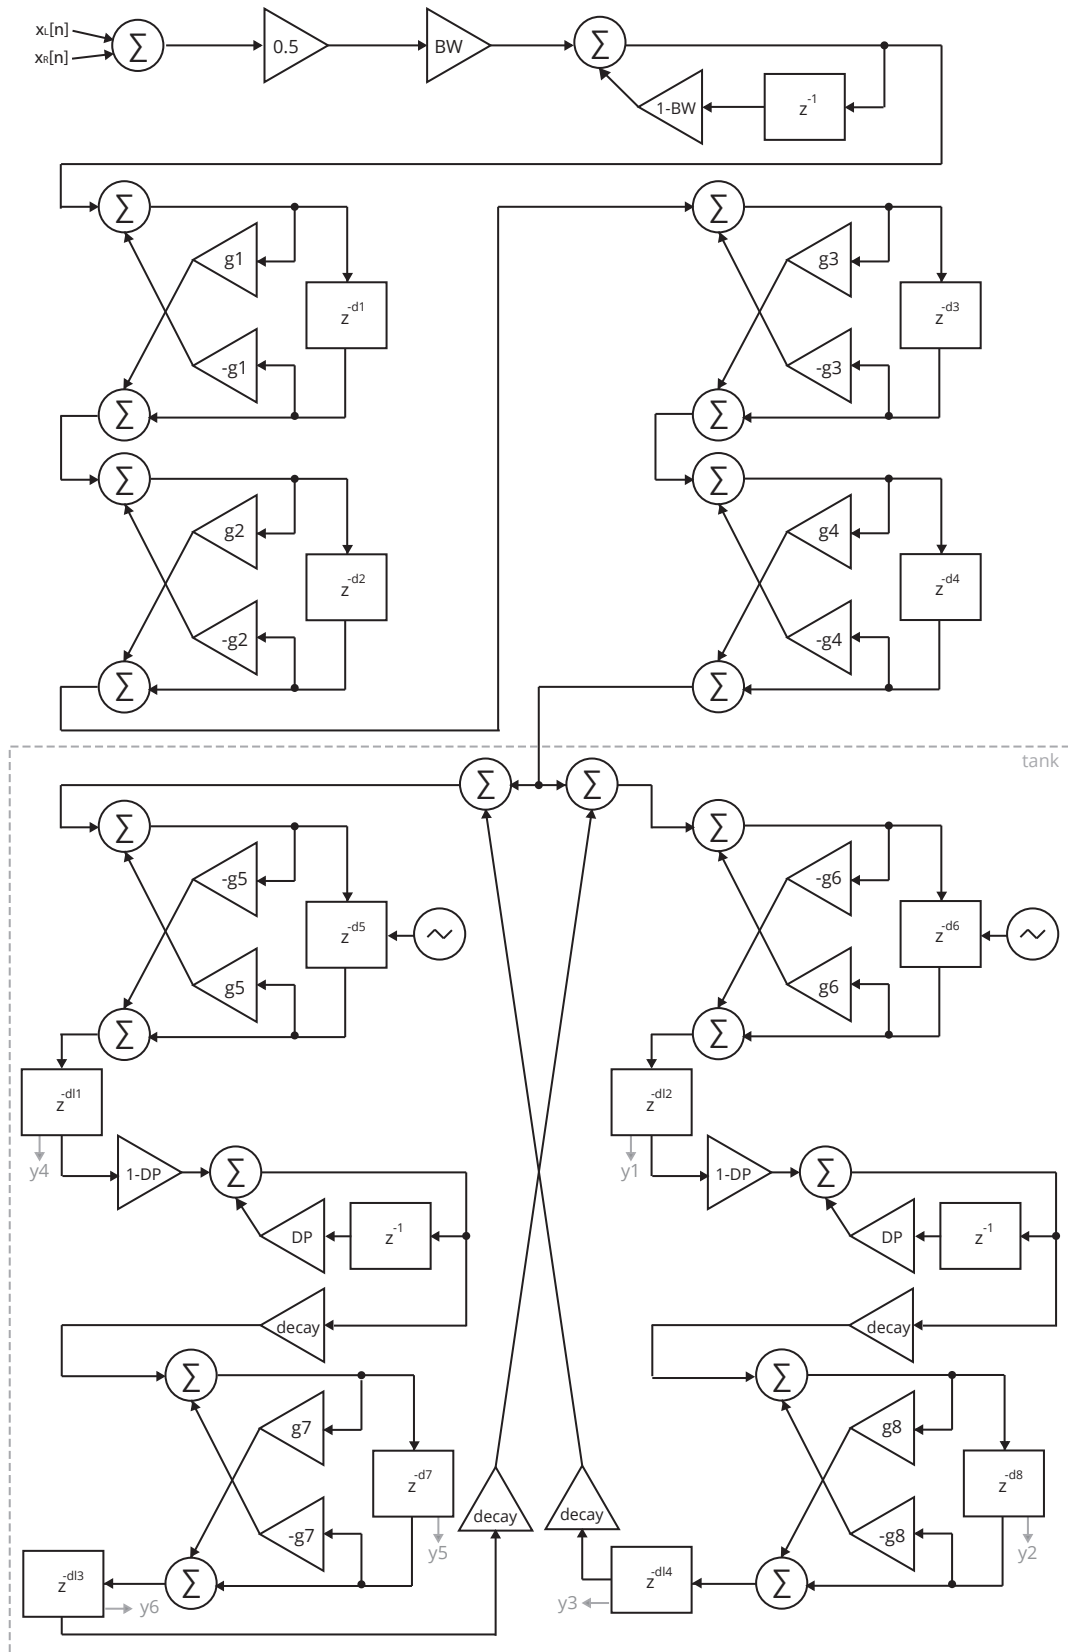 xL[n]
xR[n]
∑
0.5
BW
∑
1-BW
z-1
∑
g1
z-d1
-g1
∑
∑
g3
z-d3
-g3
∑
∑
g2
z-d2
-g2
∑
∑
g4
z-d4
-g4
∑
tank
∑
∑
∑
-g5
z-d5
g5
∑
∑
-g6
z-d6
g6
∑
z-dl1
y4
1-DP
∑
DP
z-1
decay
z-dl2
y1
1-DP
∑
DP
z-1
decay
∑
g7
z-d7
-g7
y5
∑
z-dl3
y6
decay
decay
∑
g8
z-d8
-g8
y2
∑
z-dl4
y3